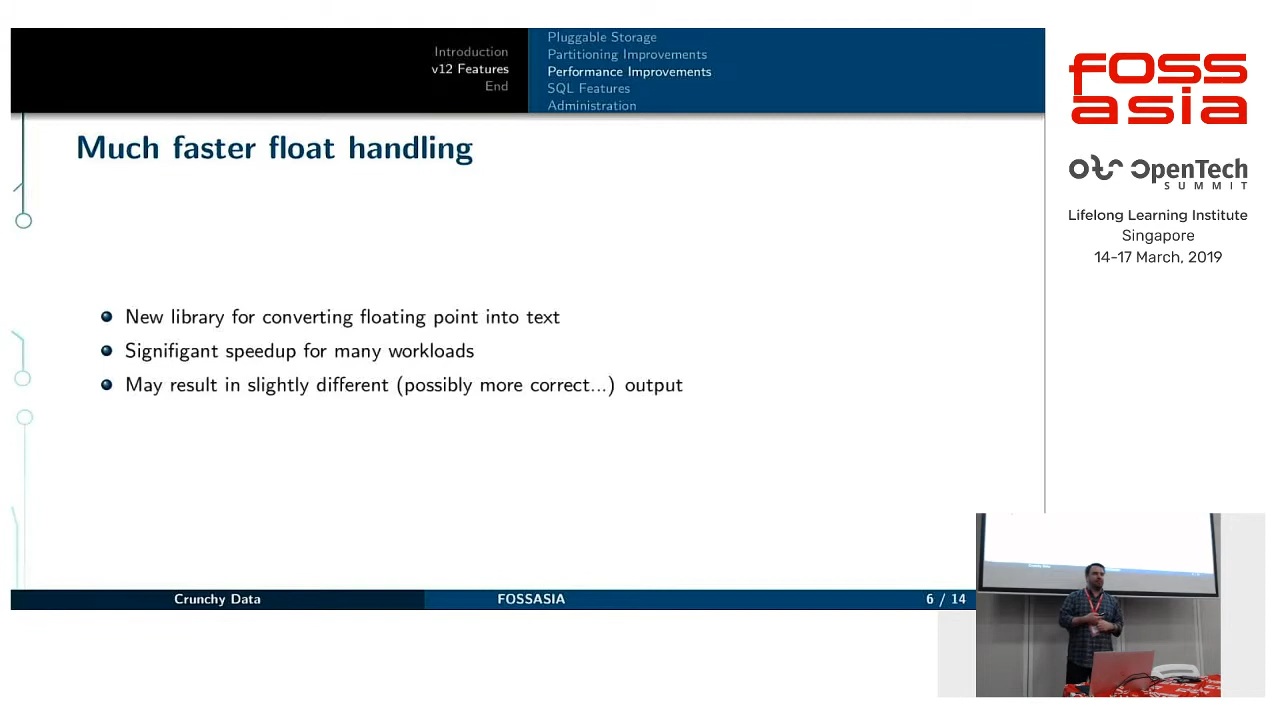 Introduction
v12 Features
End
Pluggable Storage
Partitioning Improvements
Performance Improvements
SQL Features
Administration
Much faster float handling
New library for converting floating point into text
Signifigant speedup for many workloads
May result in slightly different (possibly more correct...) output
Crunchy Data
FOSSASIA
6 / 14
FOSS
ASIA
OpenTech
SUMMIT
Lifelong Learning Institute
Singapore
14-17 March, 2019